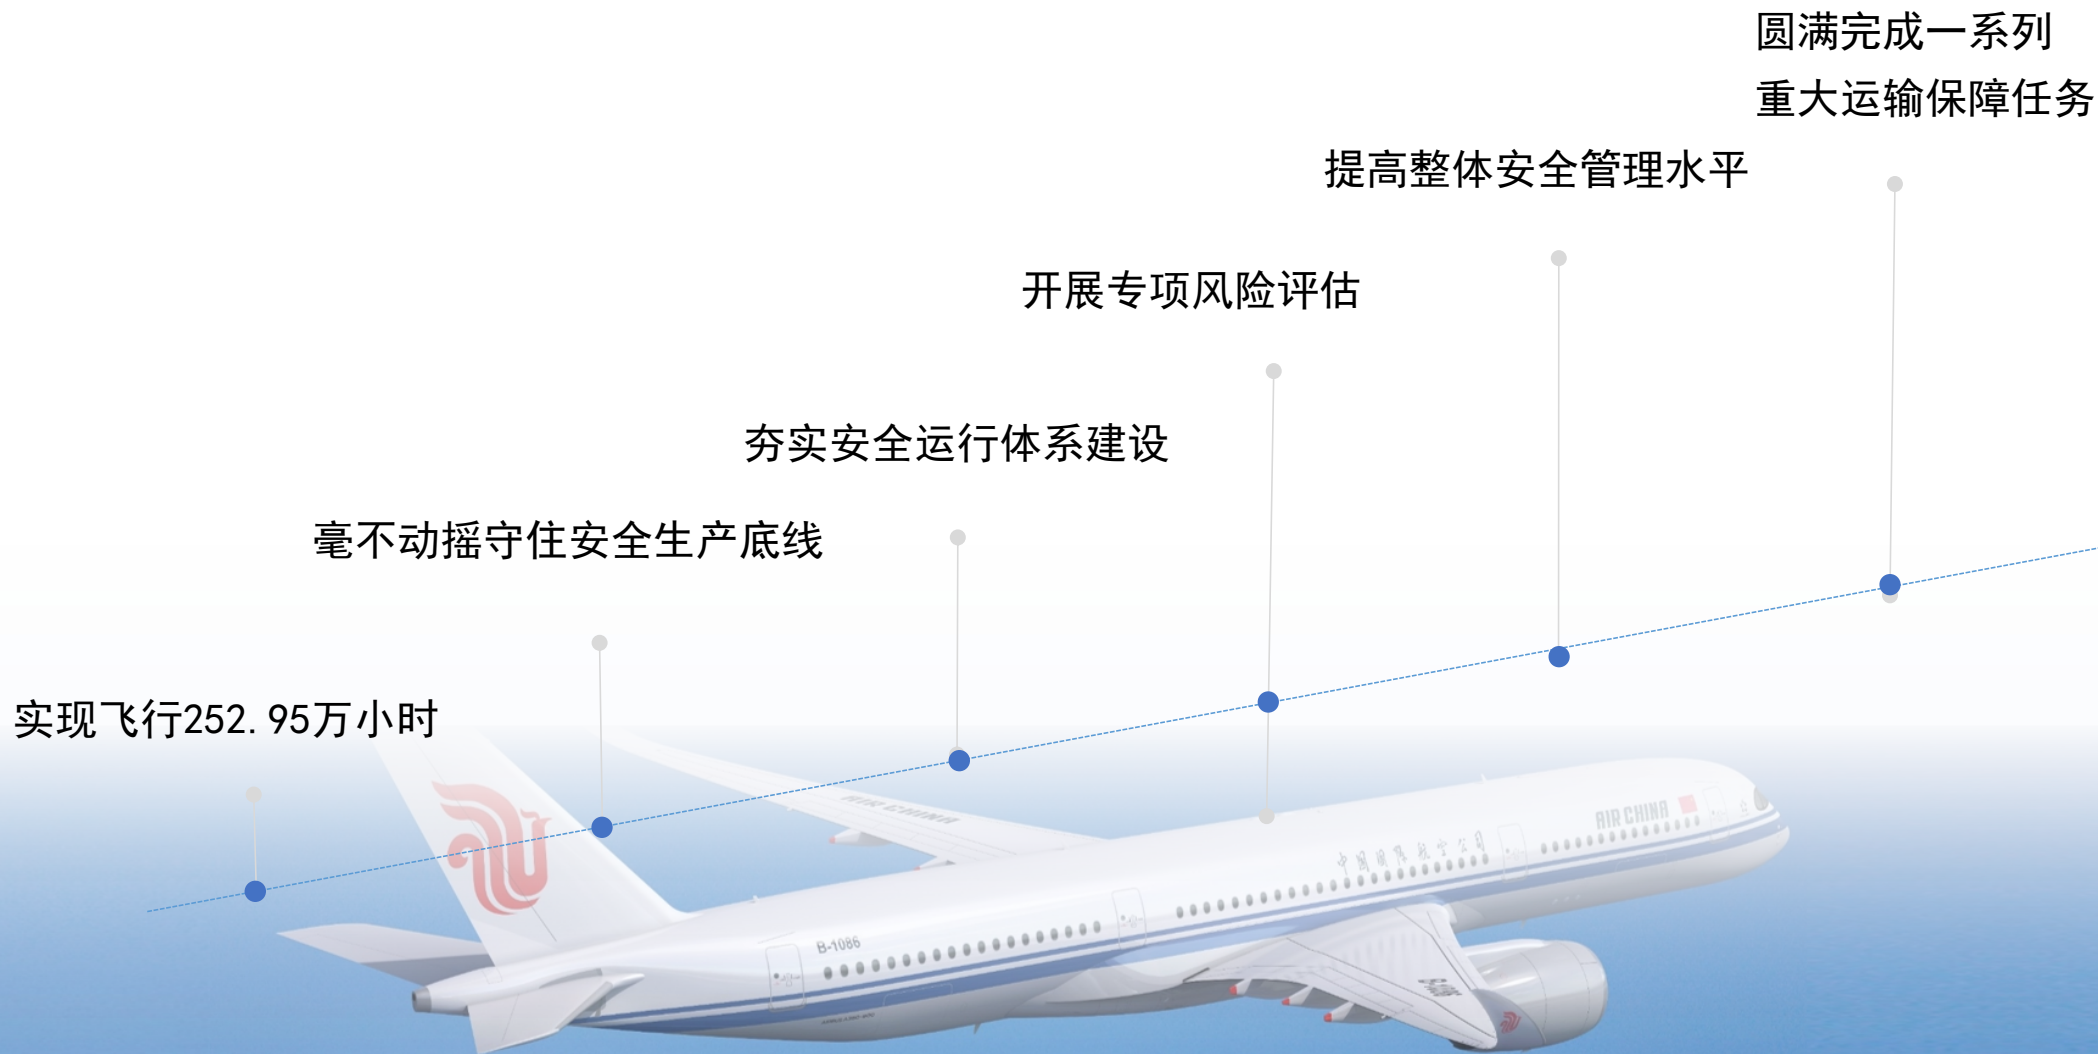 圆满完成一系列
重大运输保障任务
提高整体安全管理水平
开展专项风险评估
夯实安全运行体系建设
毫不动摇守住安全生产底线
实现飞行252.95万小时
AIR CHINA
AIR CHINA
中国国际航空公司
B-1086